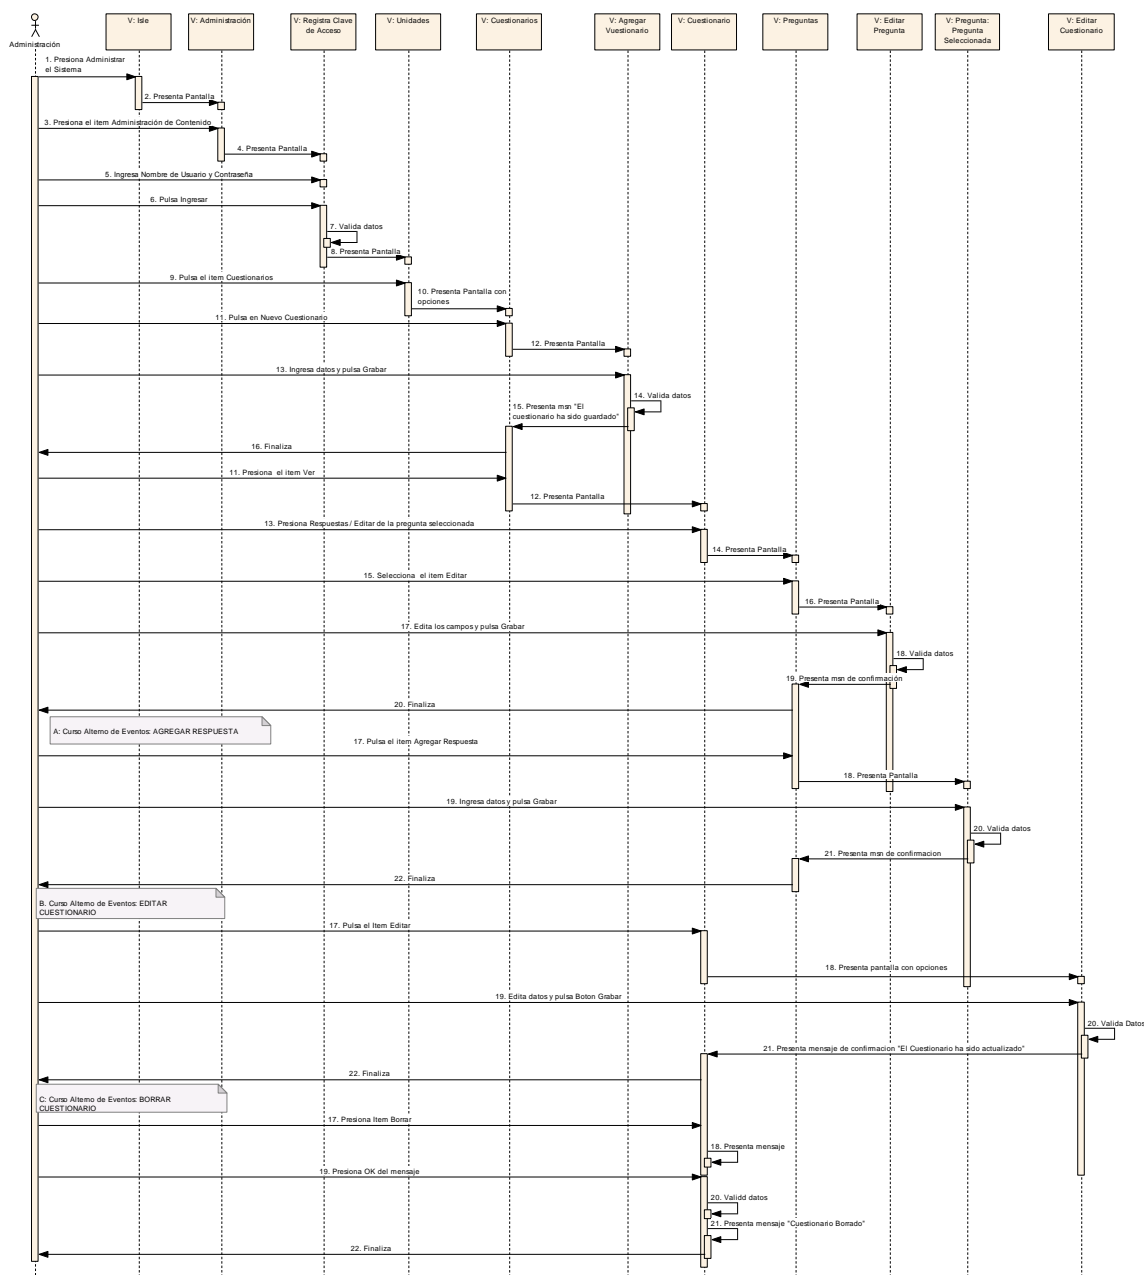 V: Isle
V: Administración
V: Registra Clave
de Acceso
V: Unidades
V: Cuestionarios
V: Agregar
Vuestionario
V: Cuestionario
V: Preguntas
V: Editar
Pregunta
V: Pregunta:
Pregunta
Seleccionada
V: Editar
Cuestionario
Administración
1. Presiona Administrar
el Sistema
2. Presenta Pantalla
3. Presiona el item Administración de Contenido
4. Presenta Pantalla
5. Ingresa Nombre de Usuario y Contraseña
6. Pulsa Ingresar
7. Valida datos
8. Presenta Pantalla
9. Pulsa el item Cuestionarios
10. Presenta Pantalla con
opciones
11. Pulsa en Nuevo Cuestionario
12. Presenta Pantalla
13. Ingresa datos y pulsa Grabar
14. Valida datos
15. Presenta msn "El
cuestionario ha sido guardado"
16. Finaliza
11. Presiona el item Ver
12. Presenta Pantalla
13. Presiona Respuestas / Editar de la pregunta seleccionada
14. Presenta Pantalla
15. Selecciona el item Editar
16. Presenta Pantalla
17. Edita los campos y pulsa Grabar
18. Valida datos
19. Presenta msn de confirmación
20. Finaliza
A: Curso Alterno de Eventos: AGREGAR RESPUESTA
17. Pulsa el item Agregar Respuesta
18. Presenta Pantalla
19. Ingresa datos y pulsa Grabar
20. Valida datos
21. Presenta msn de confirmacion
22. Finaliza
B. Curso Alterno de Eventos: EDITAR
CUESTIONARIO
17. Pulsa el Item Editar
18. Presenta pantalla con opciones
19. Edita datos y pulsa Boton Grabar
20. Valida Datos
21. Presenta mensaje de confirmacion "El Cuestionario ha sido actualizado"
22. Finaliza
C: Curso Alterno de Eventos: BORRAR
CUESTIONARIO
17. Presiona Item Borrar
18. Presenta mensaje
19. Presiona OK del mensaje
20. Validd datos
21. Presenta mensaje "Cuestionario Borrado"
22. Finaliza